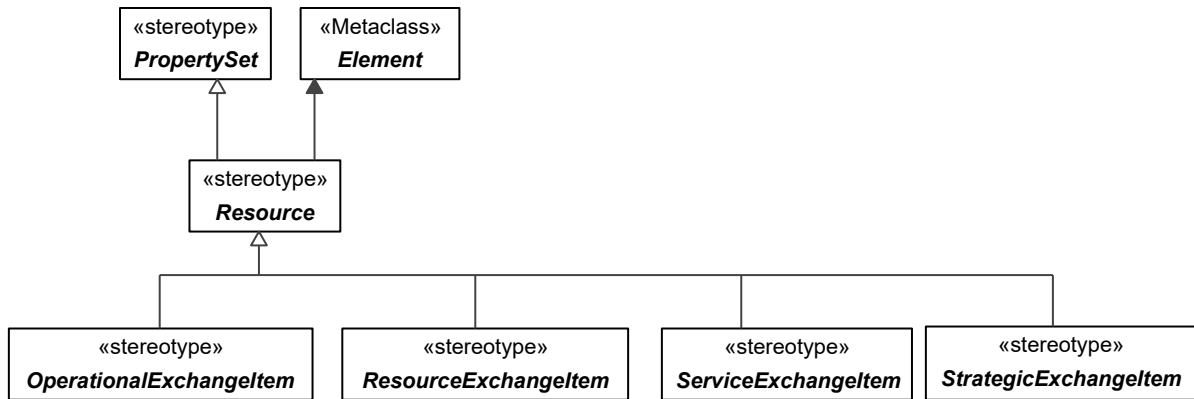 «stereotype»
PropertySet
«Metaclass»
Element
«stereotype»
Resource
«stereotype»
OperationalExchangeItem
«stereotype»
ResourceExchangeItem
«stereotype»
ServiceExchangeItem
«stereotype»
StrategicExchangeItem